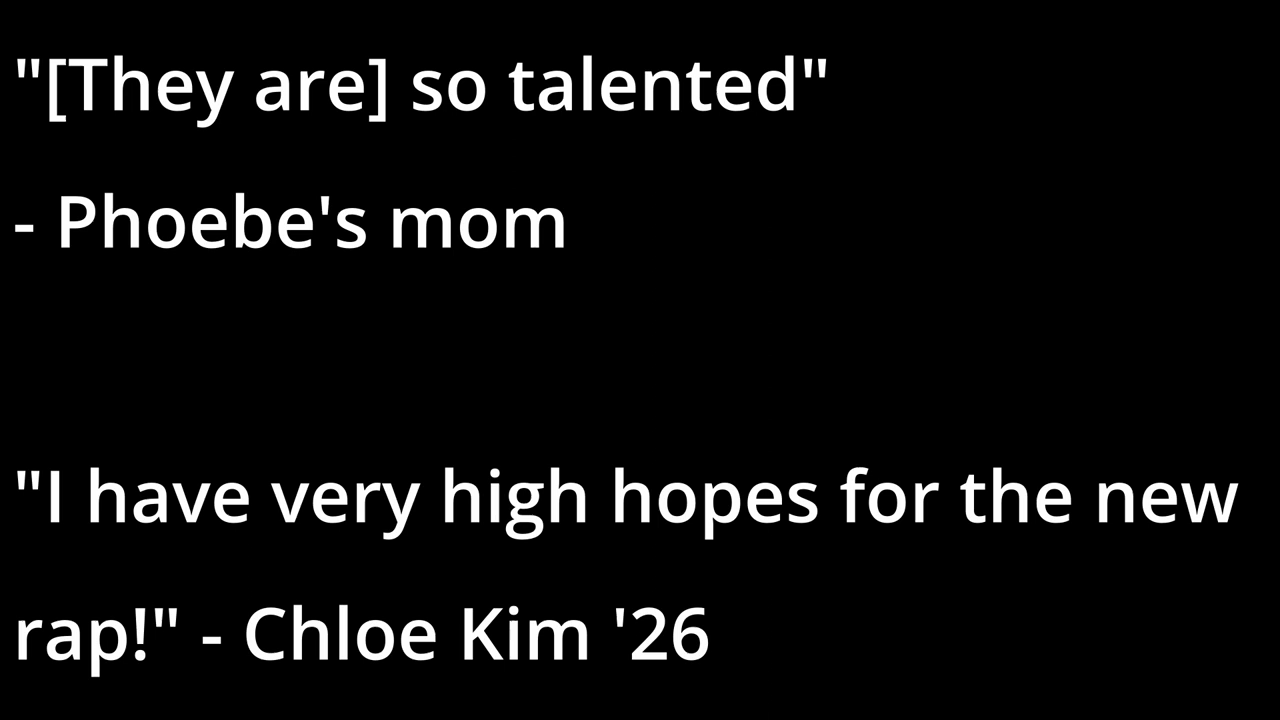 "[They are] so talented"
- Phoebe's mom
"I have very high hopes for the new
rap!" - Chloe Kim '26